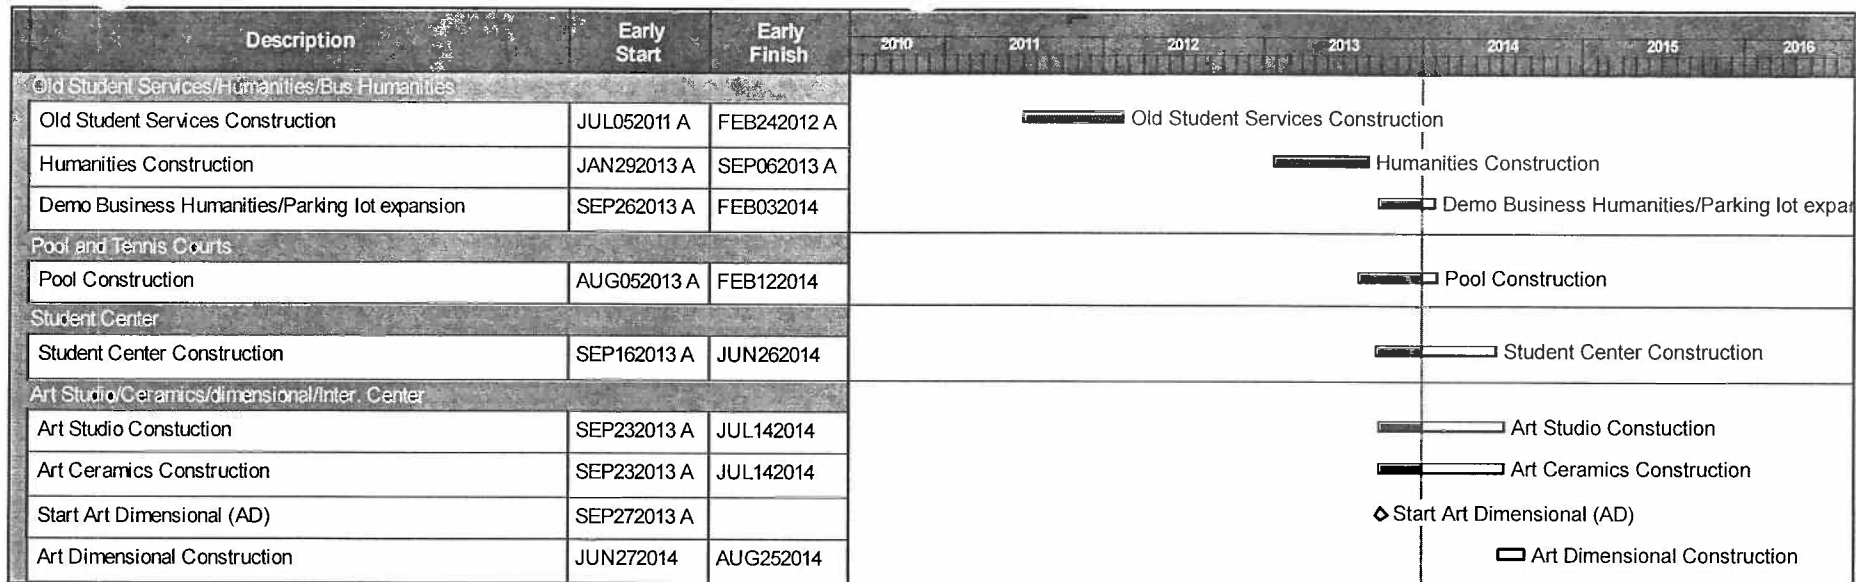 Description Early Start Early Finish 2010 2011 2012 2013 2014 2015 2016
Old Student Services/Humanities/Bus Humanities
Old Student Services Construction JUL052011 A FEB242012 A Old Student Services Construction
Humanities Construction JAN292013 A SEP062013 A Humanities Construction
Demo Business Humanities/Parking lot expansion SEP262013 A FEB032014 Demo Business Humanities/Parking lot expan
Pool and Tennis Courts
Pool Construction AUG052013 A FEB122014 Pool Construction
Student Center
Student Center Construction SEP162013 A JUN262014 Student Center Construction
Art Studio/Ceramics/dimensional/Inter. Center
Art Studio Constuction SEP232013 A JUL142014 Art Studio Constuction
Art Ceramics Construction SEP232013 A JUL142014 Art Ceramics Construction
Start Art Dimensional (AD) SEP272013 A Start Art Dimensional (AD)
Art Dimensional Construction JUN272014 AUG252014 Art Dimensional Construction